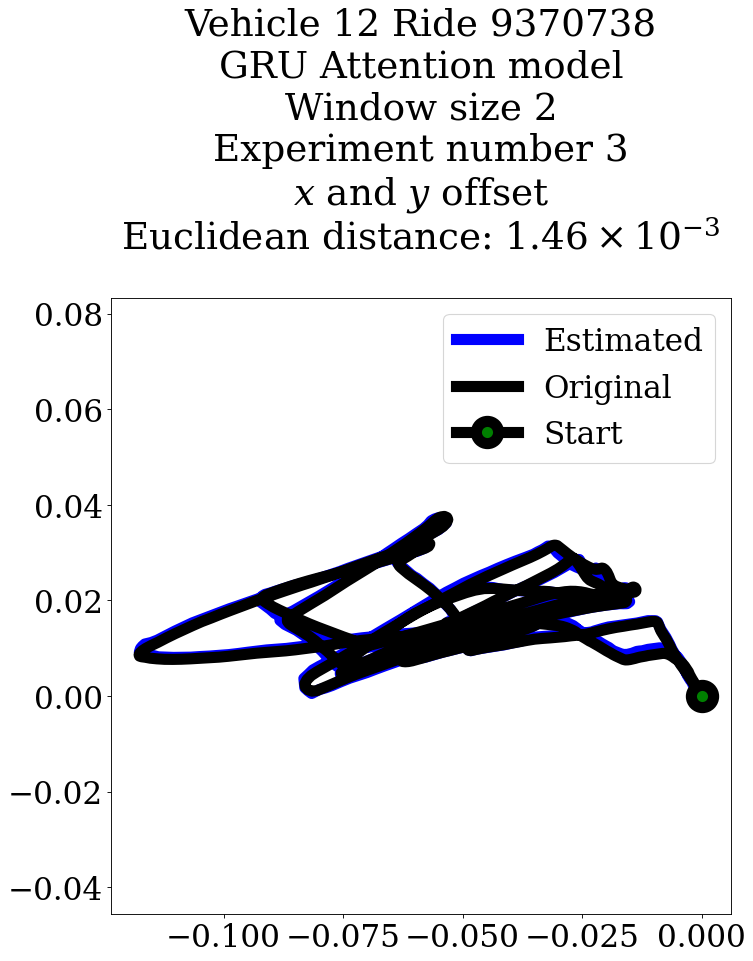 Vehicle 12 Ride 9370738
GRU Attention model
Window size 2
Experiment number 3
x and y offset
Euclidean distance: 1.46 × 10⁻³
0.08
0.06
0.04
0.02
0.00
−0.02
−0.04
Estimated
Original
Start
−0.100 −0.075 −0.050 −0.025 0.000